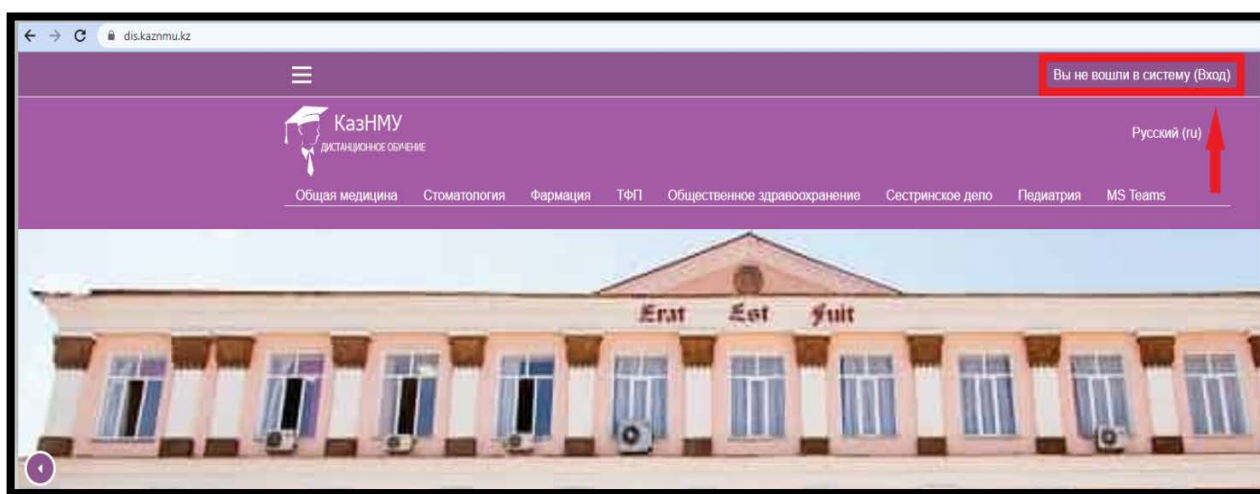 dis.kaznmu.kz
Вы не вошли в систему (Вход)
КазНМУ
ДИСТАНЦИОННОЕ ОБУЧЕНИЕ
Русский (ru)
Общая медицина Стоматология Фармация ТФП Общественное здравоохранение Сестринское дело Педиатрия MS Teams
Erat Est Fuit